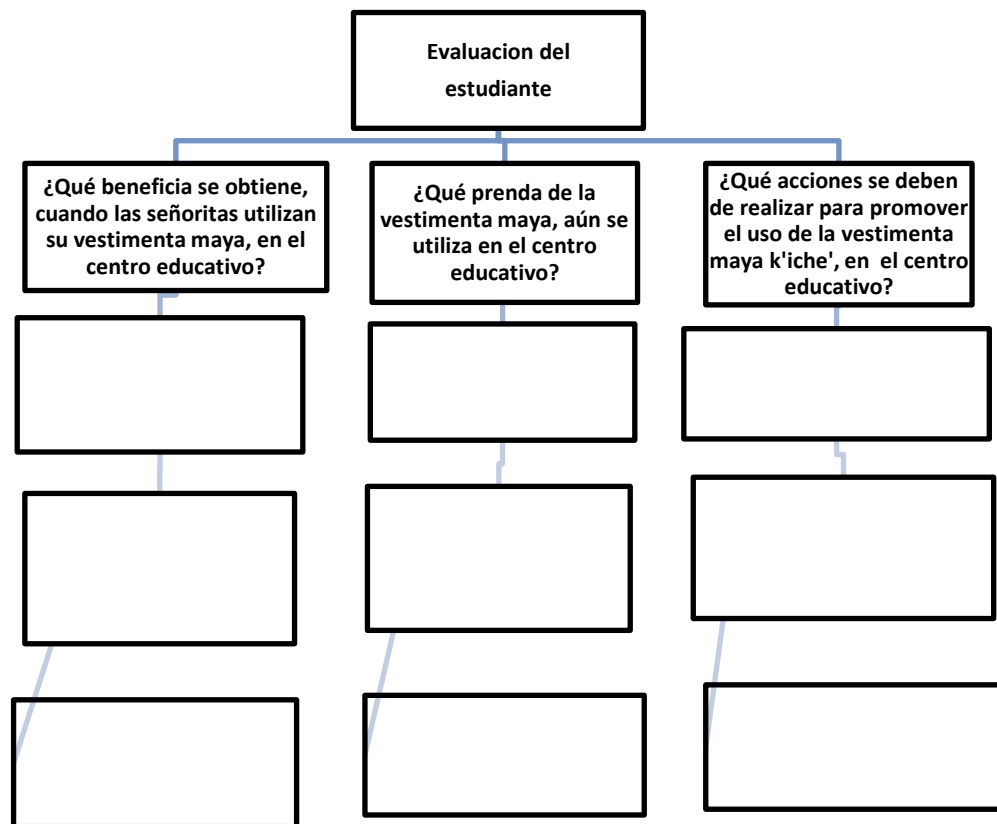 Evaluacion del
estudiante
¿Qué beneficia se obtiene,
cuando las señoritas utilizan
su vestimenta maya, en el
centro educativo?
¿Qué prenda de la
vestimenta maya, aún se
utiliza en el centro
educativo?
¿Qué acciones se deben
de realizar para promover
el uso de la vestimenta
maya k'iche', en el centro
educativo?